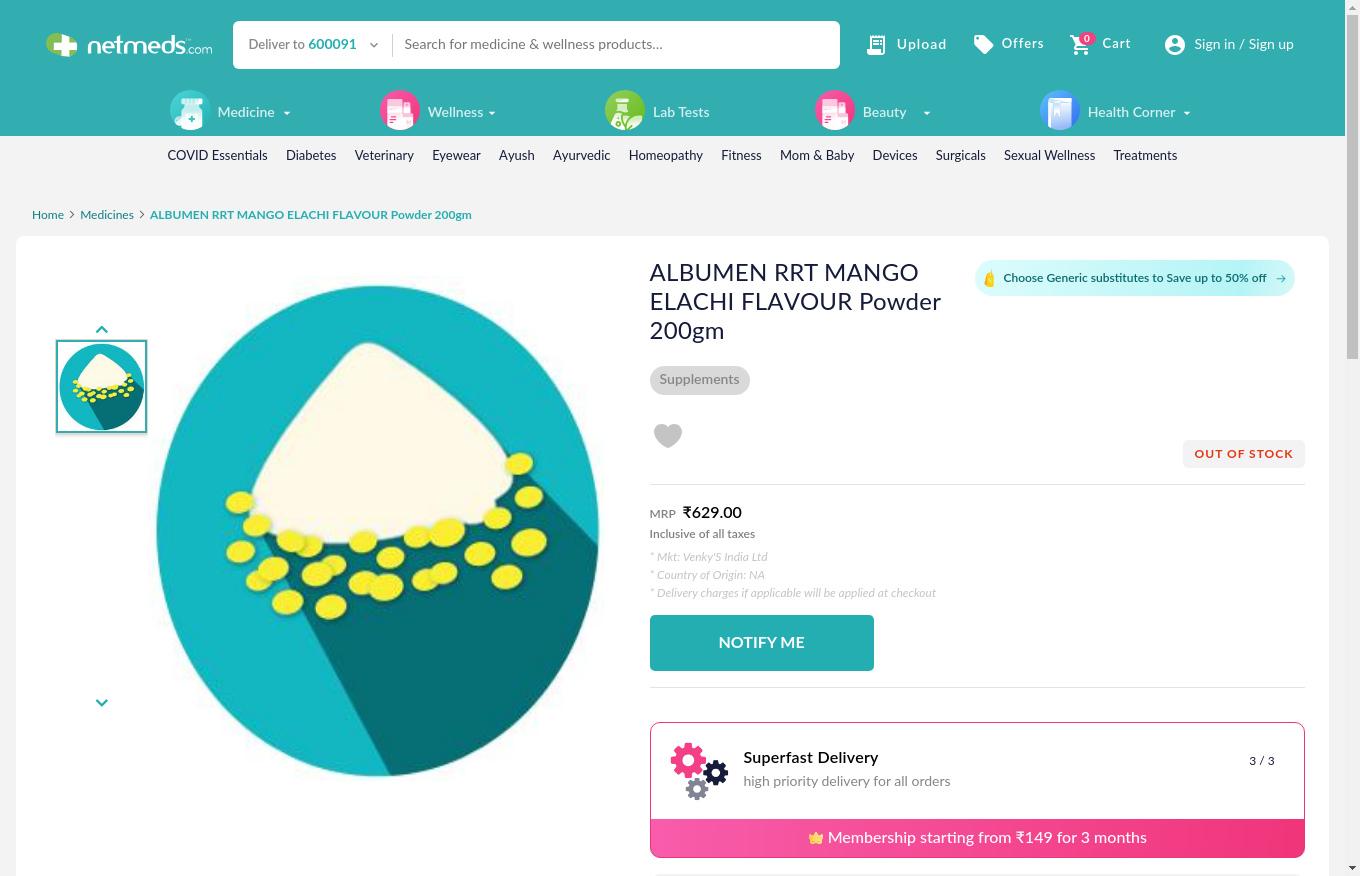 netmeds.com™
Deliver to 600091
Search for medicine & wellness products...
Upload
Offers
0
Cart
Sign in / Sign up
Medicine
Wellness
Lab Tests
Beauty
Health Corner
COVID Essentials Diabetes Veterinary Eyewear Ayush Ayurvedic Homeopathy Fitness Mom & Baby Devices Surgicals Sexual Wellness Treatments
Home > Medicines > ALBUMEN RRT MANGO ELACHI FLAVOUR Powder 200gm
ALBUMEN RRT MANGO
ELACHI FLAVOUR Powder
200gm
Choose Generic substitutes to Save up to 50% off →
Supplements
OUT OF STOCK
MRP ₹629.00
Inclusive of all taxes
* Mkt: Venky'S India Ltd
* Country of Origin: NA
* Delivery charges if applicable will be applied at checkout
NOTIFY ME
Superfast Delivery
3 / 3
high priority delivery for all orders
Membership starting from ₹149 for 3 months